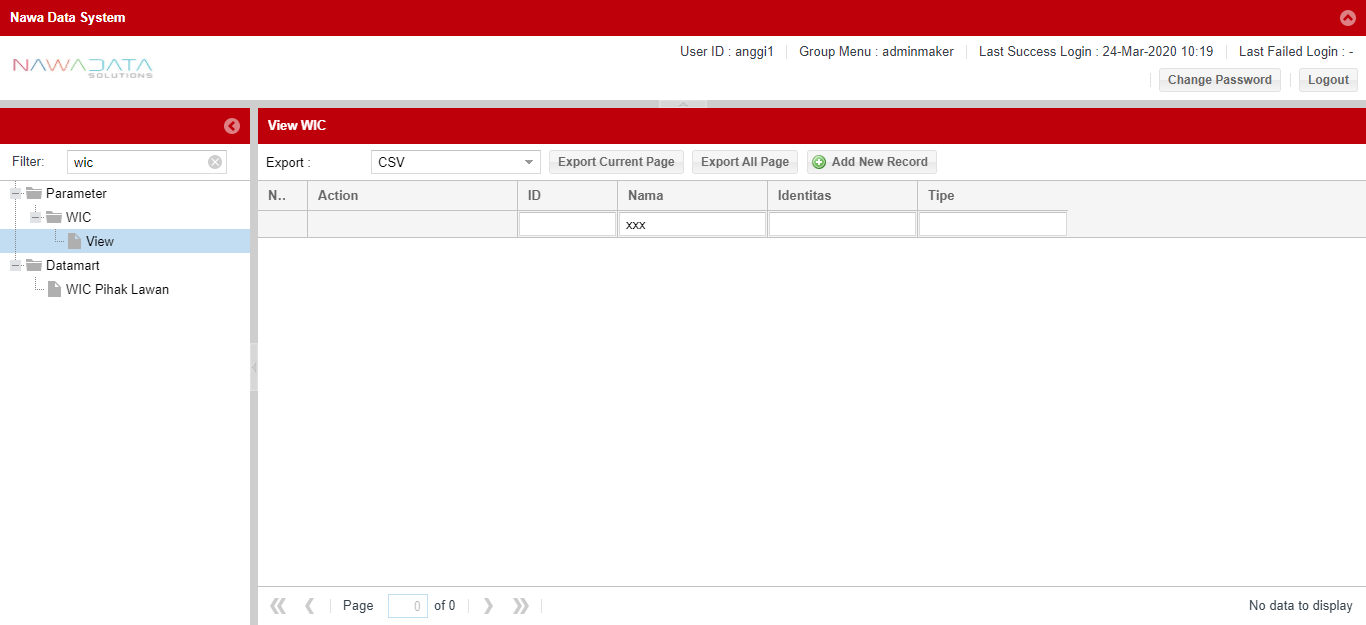 Nawa Data System
NAWADATA
SOLUTIONS
User ID : anggi1
Group Menu : adminmaker
Last Success Login : 24-Mar-2020 10:19
Last Failed Login : -
Change Password
Logout
Filter:
wic
Parameter
WIC
View
Datamart
WIC Pihak Lawan
View WIC
Export :
CSV
Export Current Page
Export All Page
Add New Record
N..
Action
ID
Nama
Identitas
Tipe
xxx
Page
0
of 0
No data to display